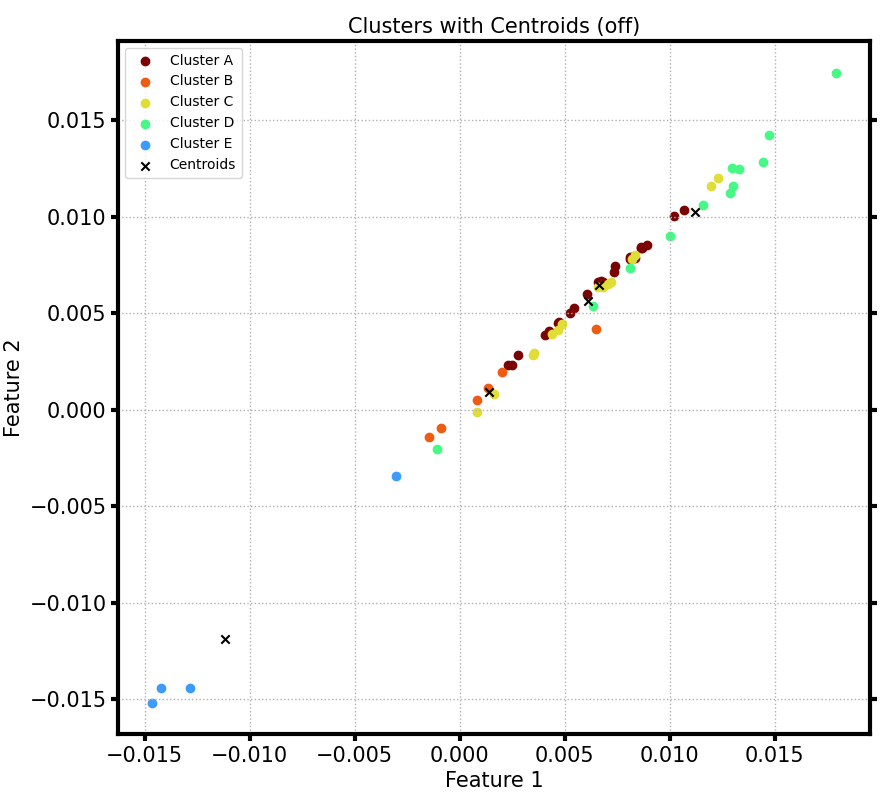 Clusters with Centroids (off)
Cluster A
Cluster B
Cluster C
Cluster D
Cluster E
Centroids
0.015
0.010
0.005
0.000
−0.005
−0.010
−0.015
Feature 2
−0.015
−0.010
−0.005
0.000
0.005
0.010
0.015
Feature 1